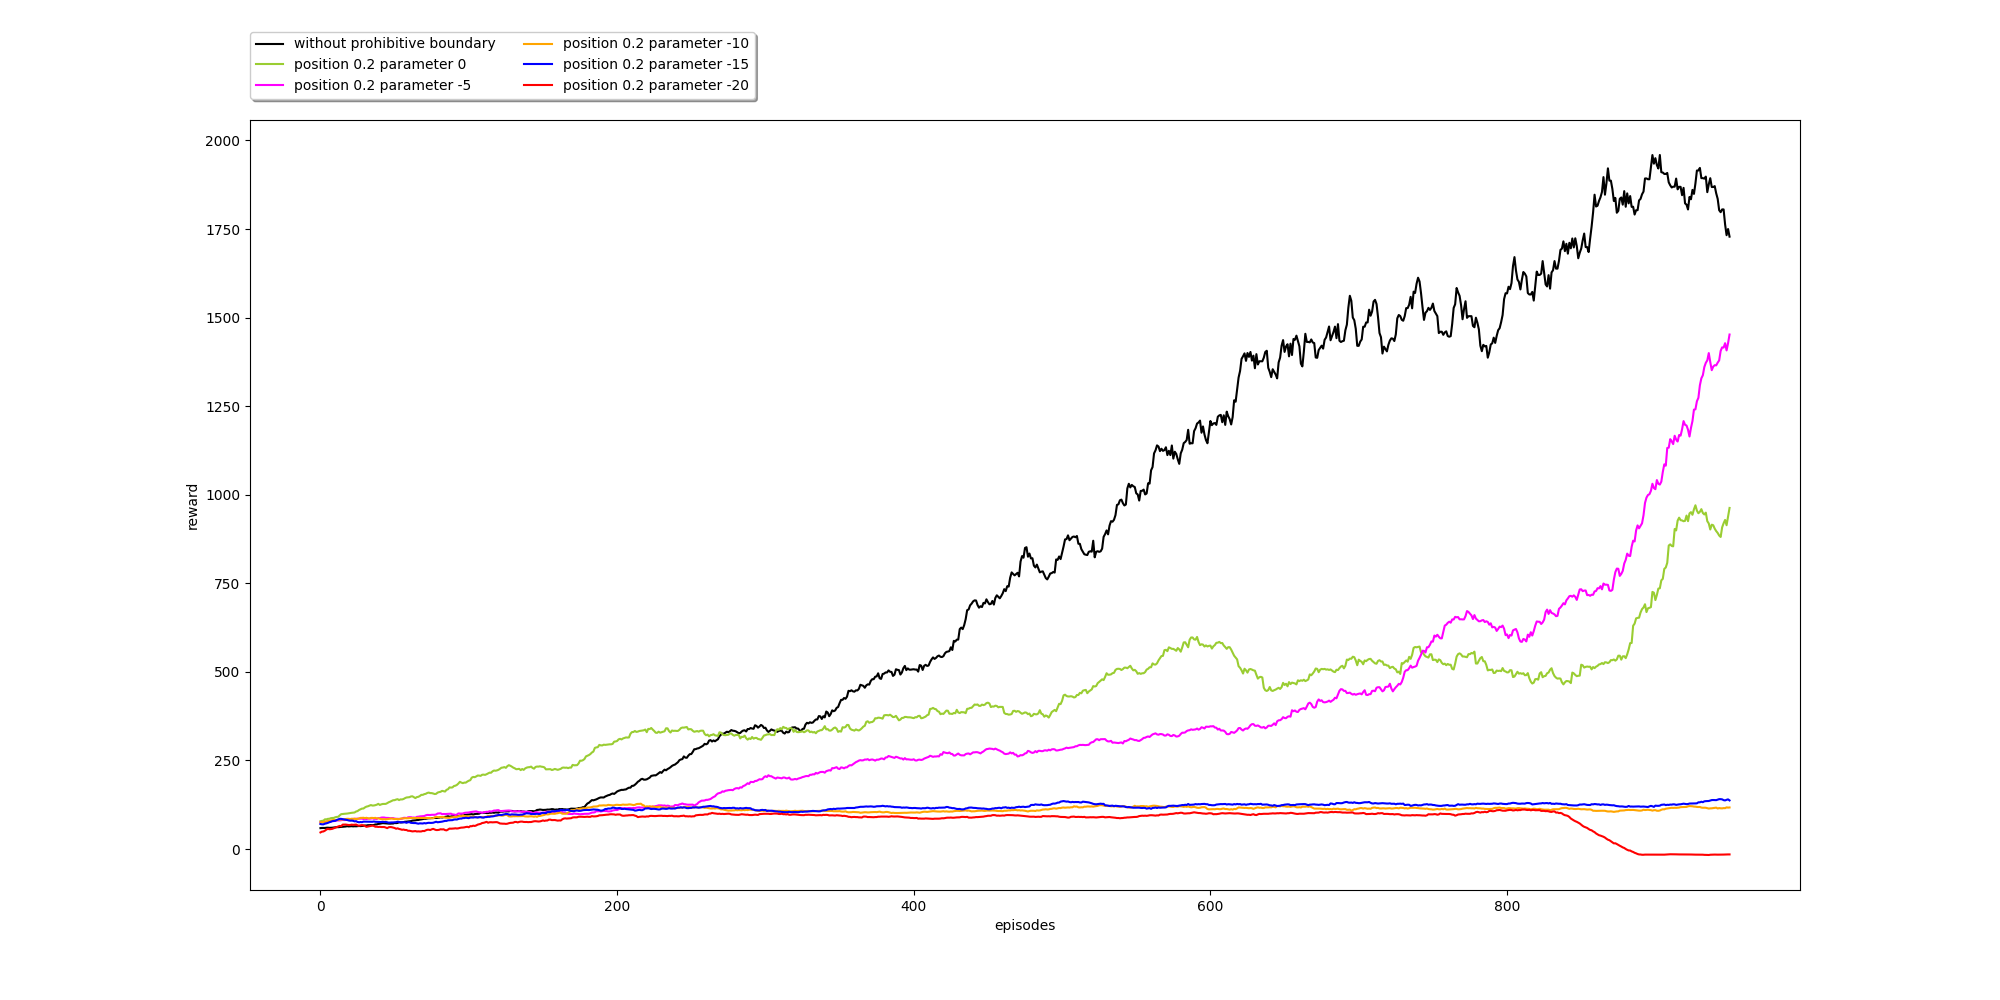 without prohibitive boundary
position 0.2 parameter 0
position 0.2 parameter -5
position 0.2 parameter -10
position 0.2 parameter -15
position 0.2 parameter -20
2000
1750
1500
1250
1000
750
500
250
0
reward
0 200 400 600 800
episodes